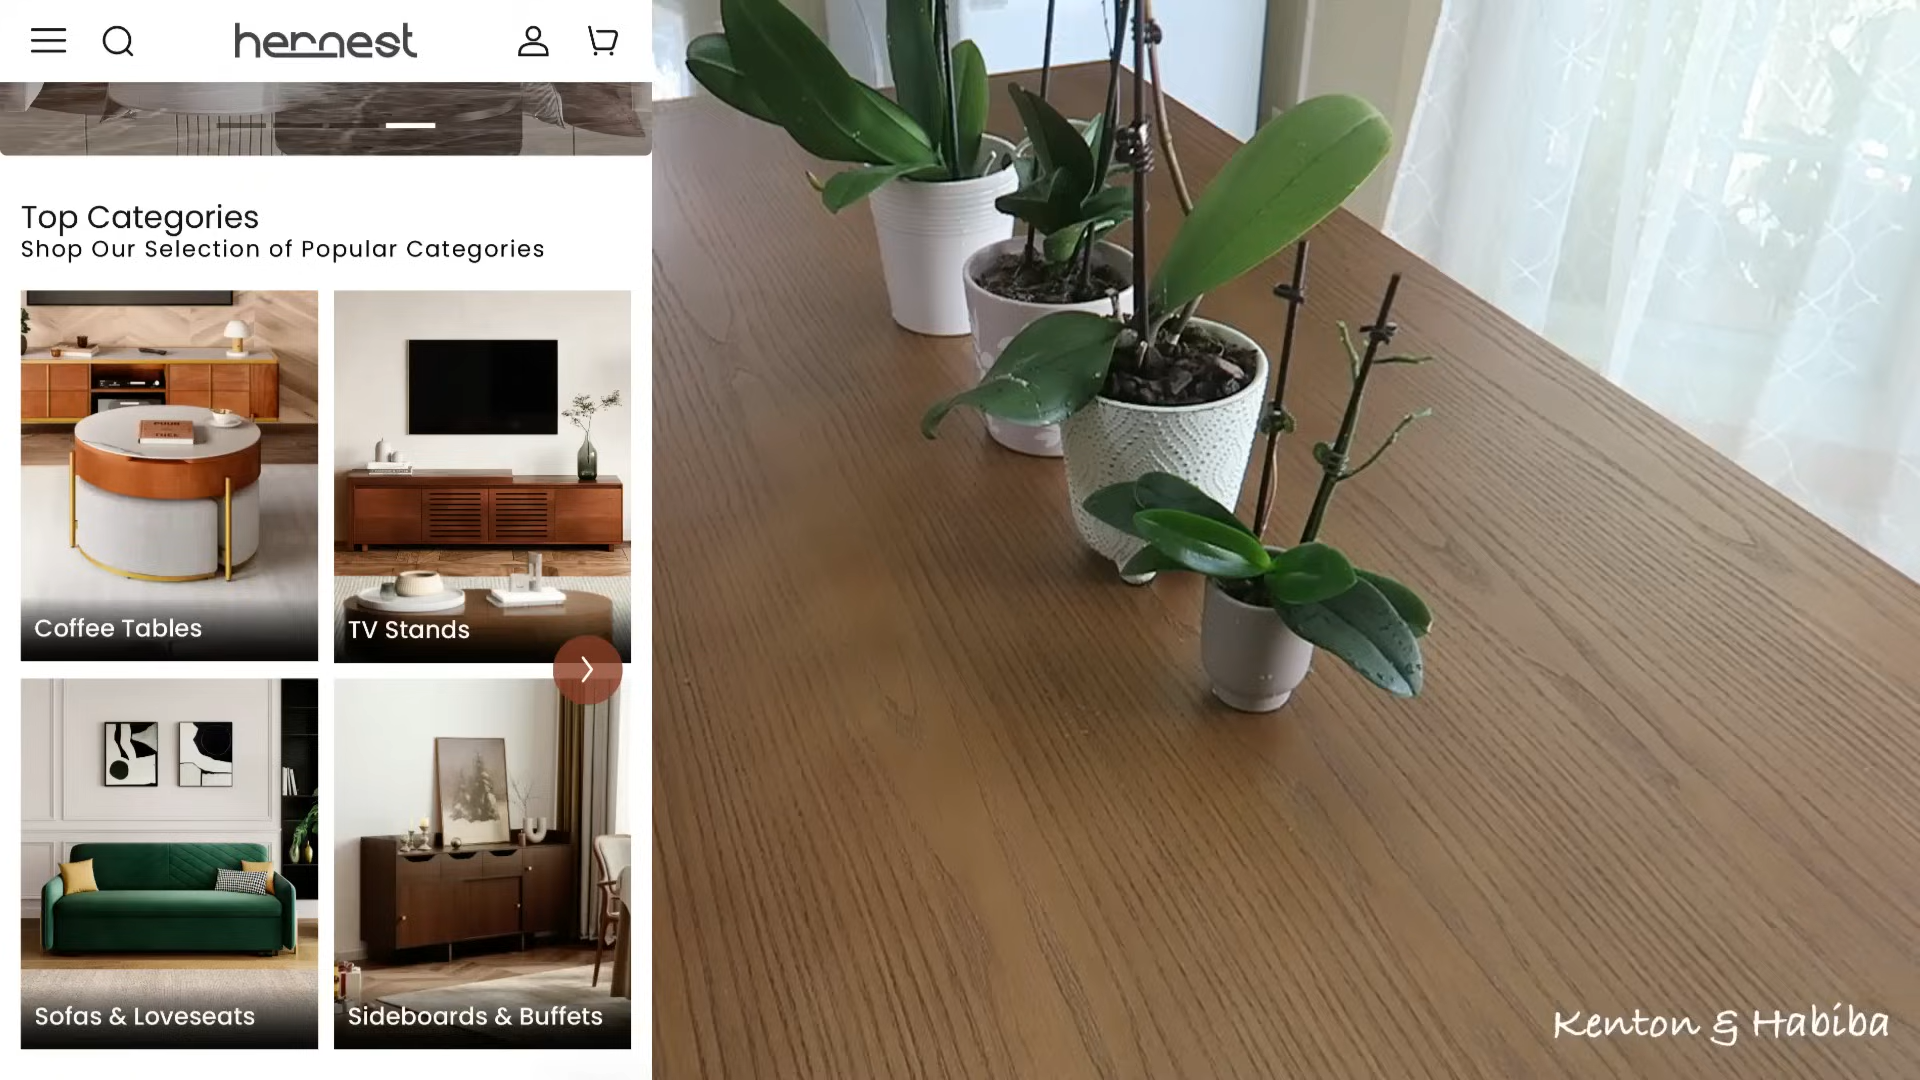 hernest
Top Categories
Shop Our Selection of Popular Categories
Coffee Tables
TV Stands
Sofas & Loveseats
Sideboards & Buffets
Kenton & Habiba